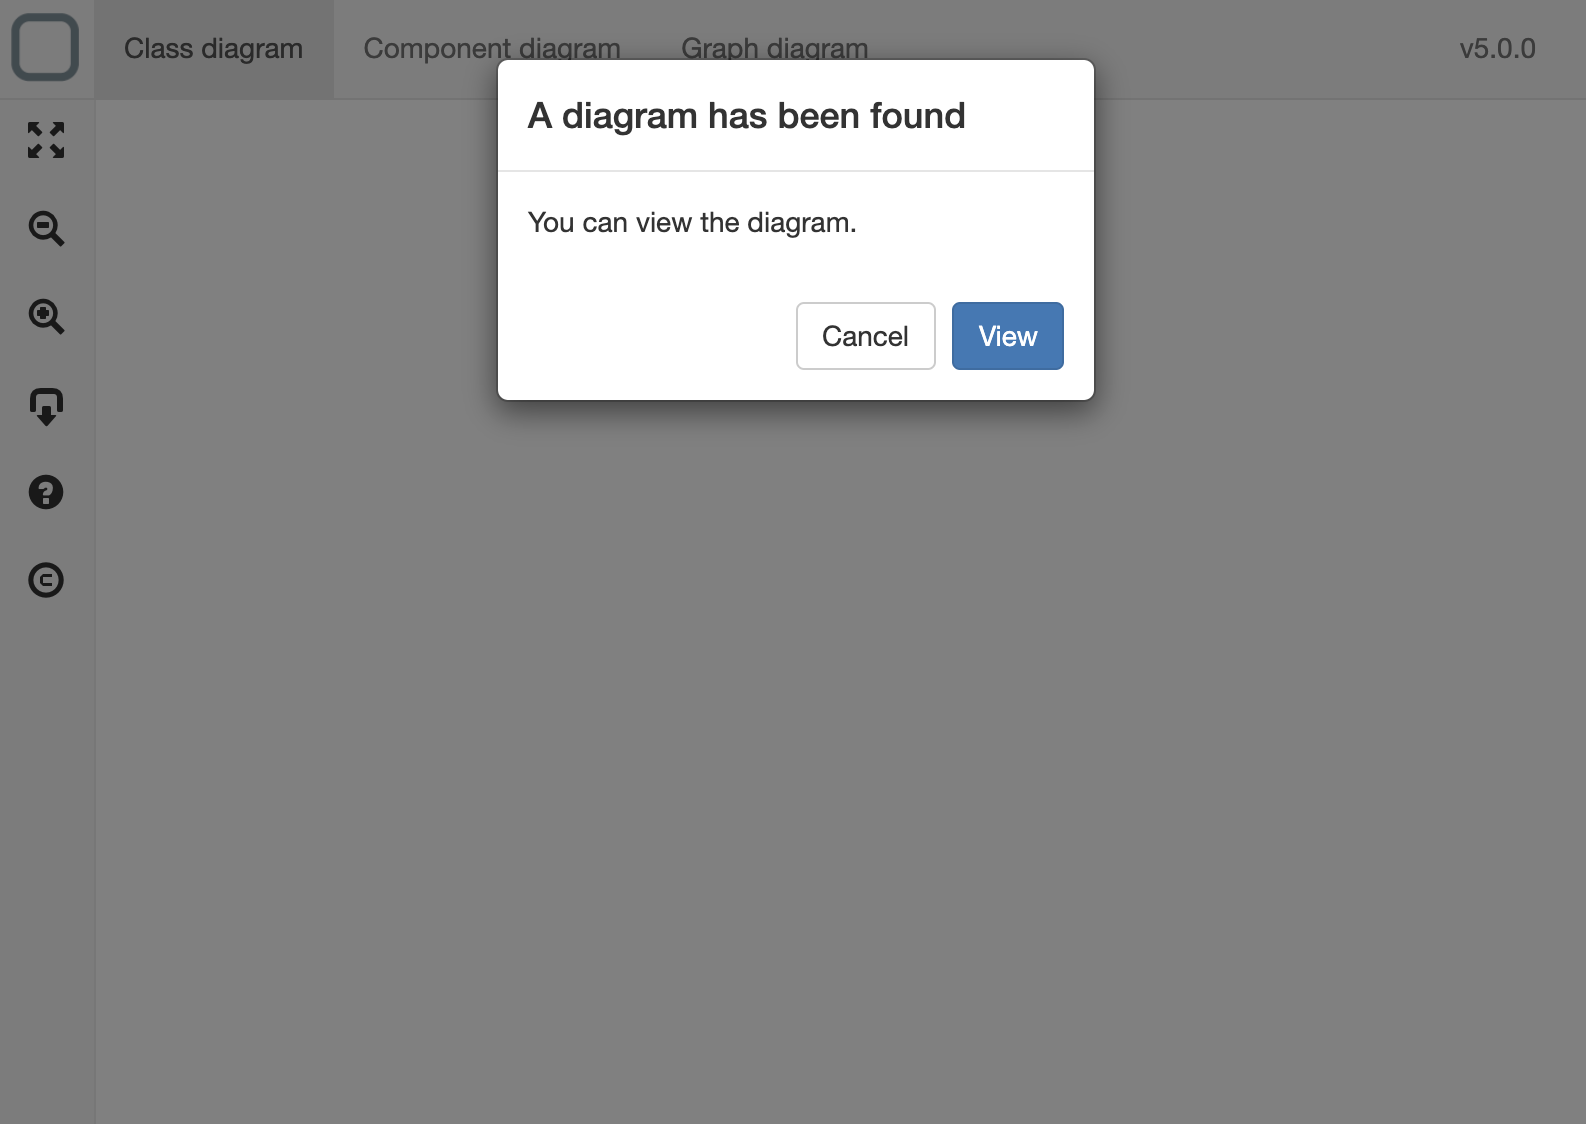 Class diagram
Component diagram
Graph diagram
v5.0.0
A diagram has been found
You can view the diagram.
Cancel
View